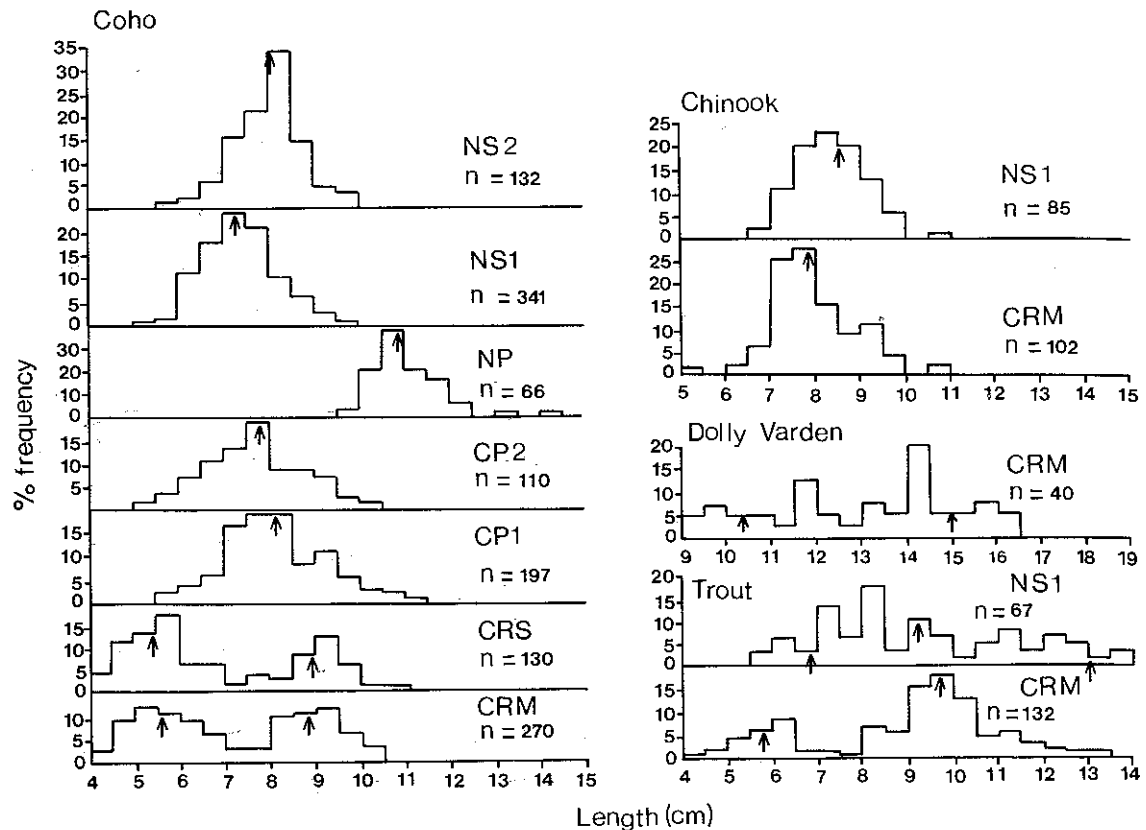 Coho
% frequency
35
30
25
20
15
10
5
0
NS2
n = 132
20
15
10
5
0
NS1
n = 341
30
20
10
5
0
NP
n = 66
15
10
5
CP2
n = 110
15
10
5
0
CP1
n = 197
15
10
5
0
CRS
n = 130
10
5
0
CRM
n = 270
4 5 6 7 8 9 10 11 12 13 14 15
Chinook
25
20
15
10
5
0
NS1
n = 85
25
20
15
10
5
0
CRM
n = 102
5 6 7 8 9 10 11 12 13 14 15
Dolly Varden
20
15
10
5
0
CRM
n = 40
9 10 11 12 13 14 15 16 17 18 19
Trout
20
15
10
5
0
NS1
n = 67
15
10
5
0
CRM
n = 132
4 5 6 7 8 9 10 11 12 13 14
Length (cm)